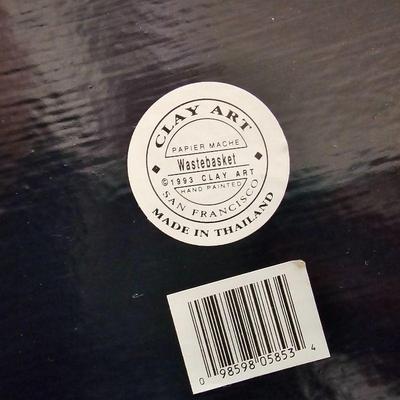 CLAY ART
PAPIER MACHE
Wastebasket
©1993 CLAY ART
HAND PAINTED
SAN FRANCISCO
MADE IN THAILAND
0 98598 05853 4